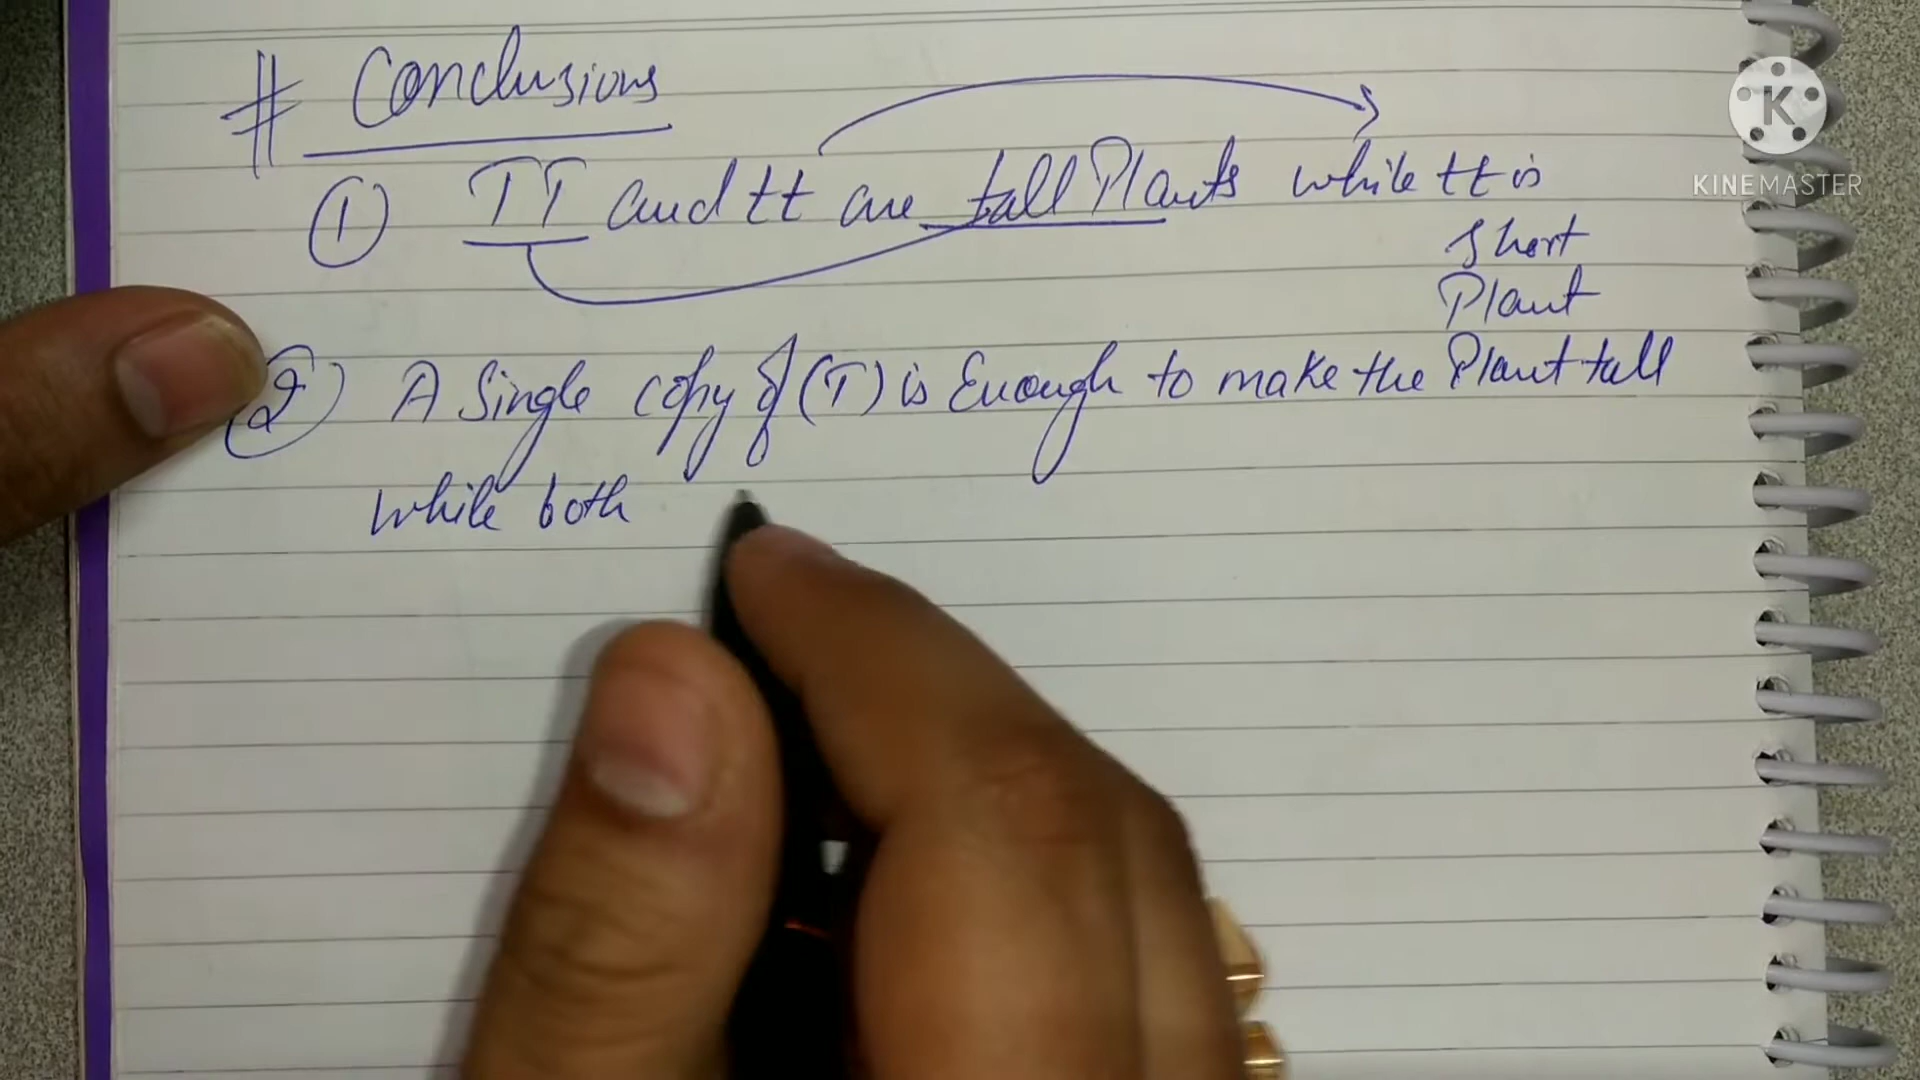 # Conclusions
① TT and tt are tall Plants while tt is
short
Plant
② A Single copy of (T) is Enough to make the Plant tall
while both
K
KINEMASTER